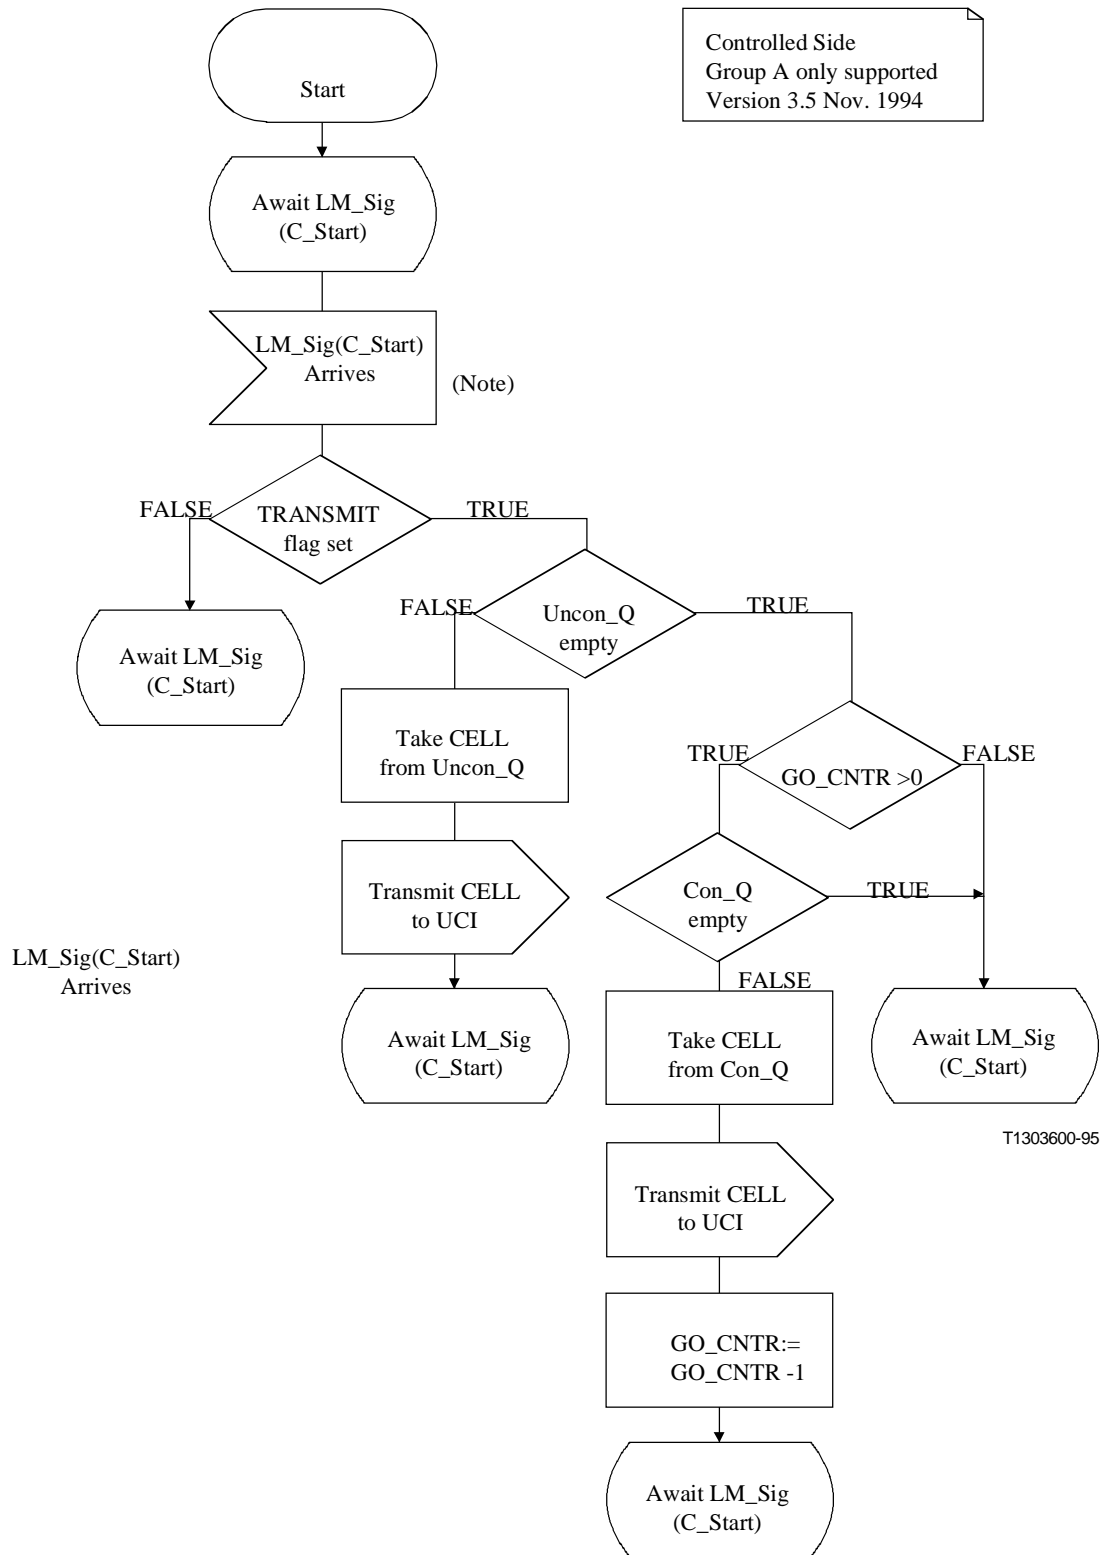 Controlled Side
Group A only supported
Version 3.5 Nov. 1994
Start
Await LM_Sig
(C_Start)
LM_Sig(C_Start)
Arrives
(Note)
FALSE
TRANSMIT
flag set
TRUE
FALSE
Uncon_Q
empty
TRUE
Await LM_Sig
(C_Start)
Take CELL
from Uncon_Q
TRUE
GO_CNTR >0
FALSE
Transmit CELL
to UCI
Con_Q
empty
TRUE
LM_Sig(C_Start)
Arrives
FALSE
Await LM_Sig
(C_Start)
Take CELL
from Con_Q
Await LM_Sig
(C_Start)
T1303600-95
Transmit CELL
to UCI
GO_CNTR:=
GO_CNTR -1
Await LM_Sig
(C_Start)